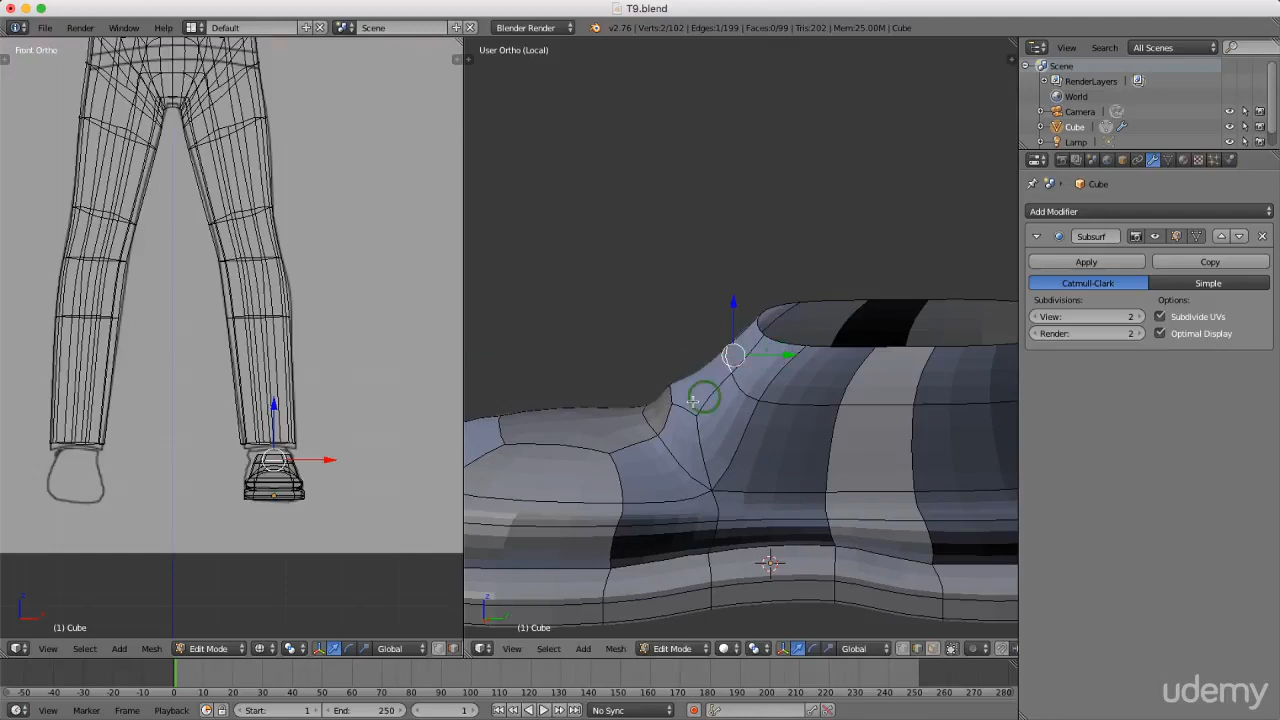 T9.blend
File Render Window Help Default Scene Blender Render v2.76 | Verts:2/102 | Edges:1/199 | Faces:0/99 | Tris:202 | Mem:25.00M | Cube
Front Ortho
User Ortho (Local)
View Search All Scenes
Scene
RenderLayers
World
Camera
Cube
Lamp
Cube
Add Modifier
Subsurf
Apply Copy
Catmull-Clark Simple
Subdivisions: Options:
View: 2 Subdivide UVs
Render: 2 Optimal Display
(1) Cube
(1) Cube
View Select Add Mesh Edit Mode Global
View Select Add Mesh Edit Mode Global
-50 -40 -30 -20 -10 0 10 20 30 40 50 60 70 80 90 100 110 120 130 140 150 160 170 180 190 200 210 220 230 240 250 260 270 280
View Marker Frame Playback Start: 1 End: 250 1 No Sync
udemy